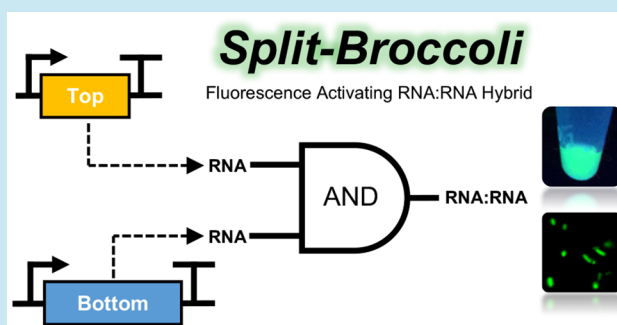 Split-Broccoli
Fluorescence Activating RNA:RNA Hybrid
Top
RNA
AND
RNA:RNA
RNA
Bottom